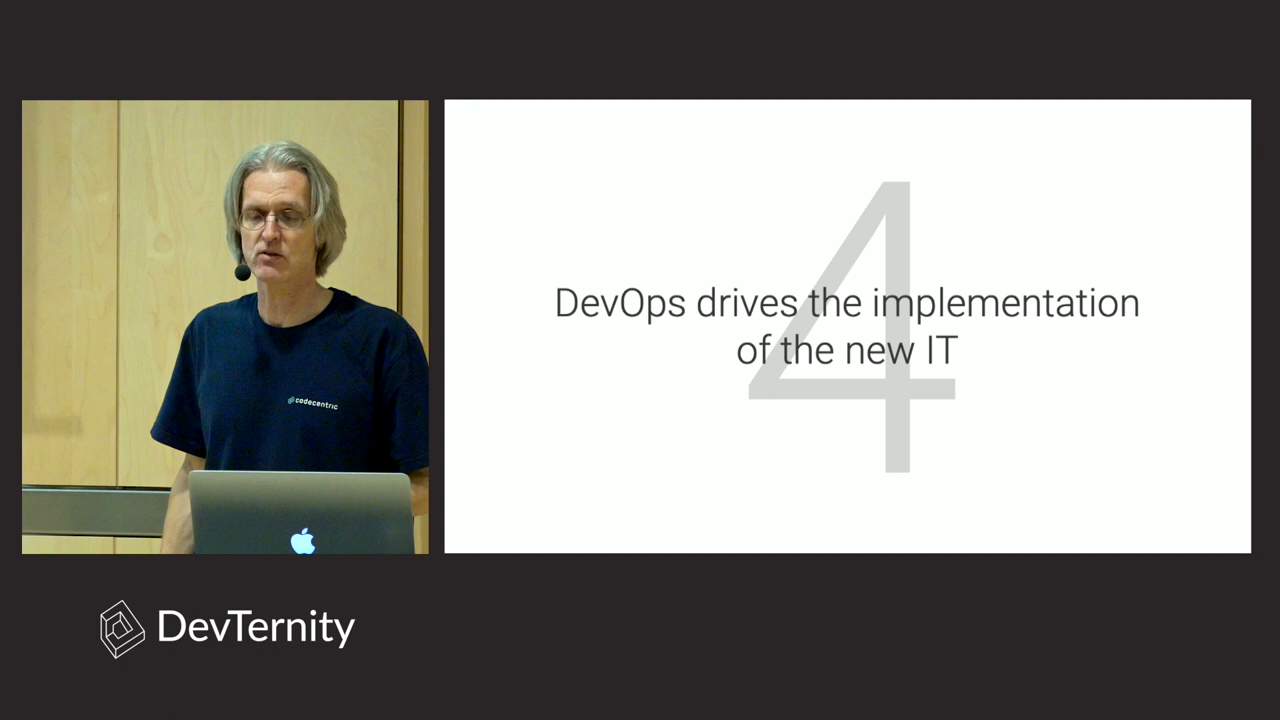 codecentric
4
DevOps drives the implementation
of the new IT
DevTernity